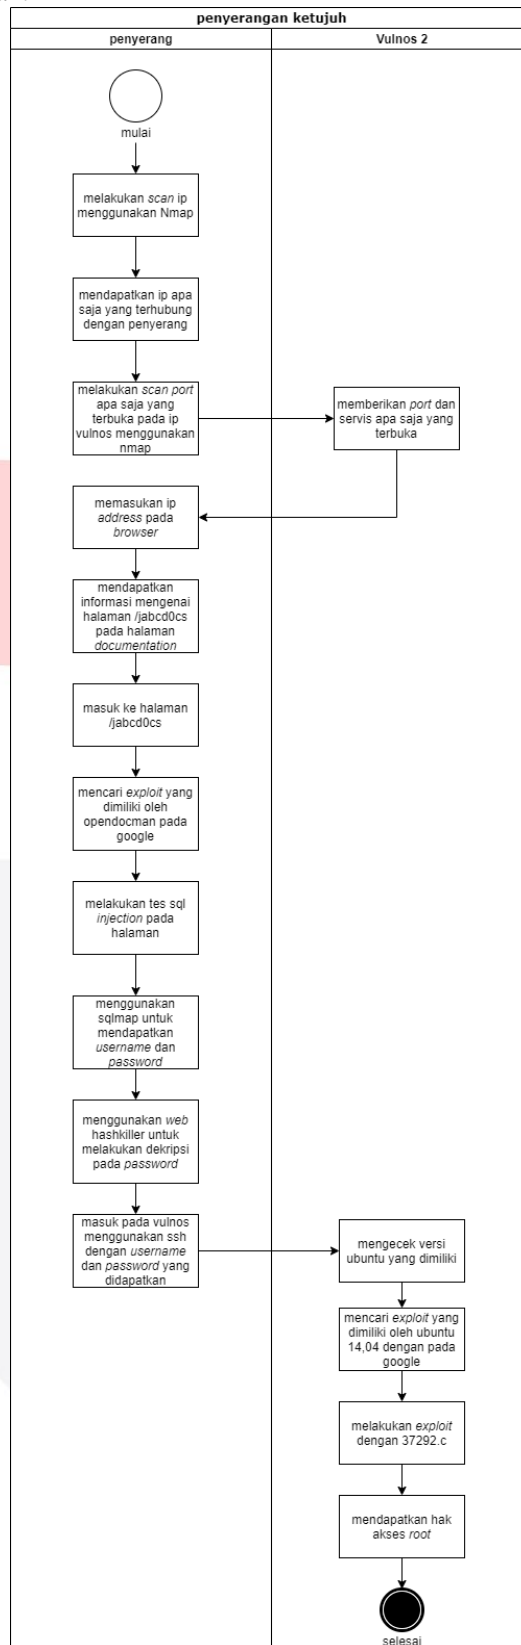 penyerangan ketujuh
penyerang
Vulnos 2
mulai
melakukan scan ip
menggunakan Nmap
mendapatkan ip apa
saja yang terhubung
dengan penyerang
melakukan scan port
apa saja yang
terbuka pada ip
vulnos menggunakan
nmap
memberikan port dan
servis apa saja yang
terbuka
memasukan ip
address pada
browser
mendapatkan
informasi mengenai
halaman /jabcd0cs
pada halaman
documentation
masuk ke halaman
/jabcd0cs
mencari exploit yang
dimiliki oleh
opendocman pada
google
melakukan tes sql
injection pada
halaman
menggunakan
sqlmap untuk
mendapatkan
username dan
password
menggunakan web
hashkiller untuk
melakukan dekripsi
pada password
masuk pada vulnos
menggunakan ssh
dengan username
dan password yang
didapatkan
mengecek versi
ubuntu yang dimiliki
mencari exploit yang
dimiliki oleh ubuntu
14,04 dengan pada
google
melakukan exploit
dengan 37292.c
mendapatkan hak
akses root
selesai